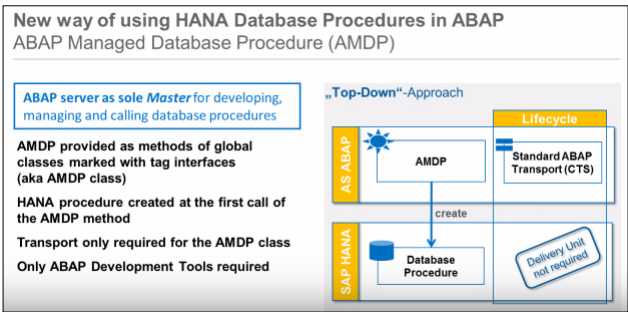 New way of using HANA Database Procedures in ABAP
ABAP Managed Database Procedure (AMDP)
ABAP server as sole Master for developing,
managing and calling database procedures
AMDP provided as methods of global
classes marked with tag interfaces
(aka AMDP class)
HANA procedure created at the first call of
the AMDP method
Transport only required for the AMDP class
Only ABAP Development Tools required
„Top-Down“-Approach
Lifecycle
AS ABAP
AMDP
Standard ABAP
Transport (CTS)
create
SAP HANA
Database
Procedure
Delivery Unit
not required